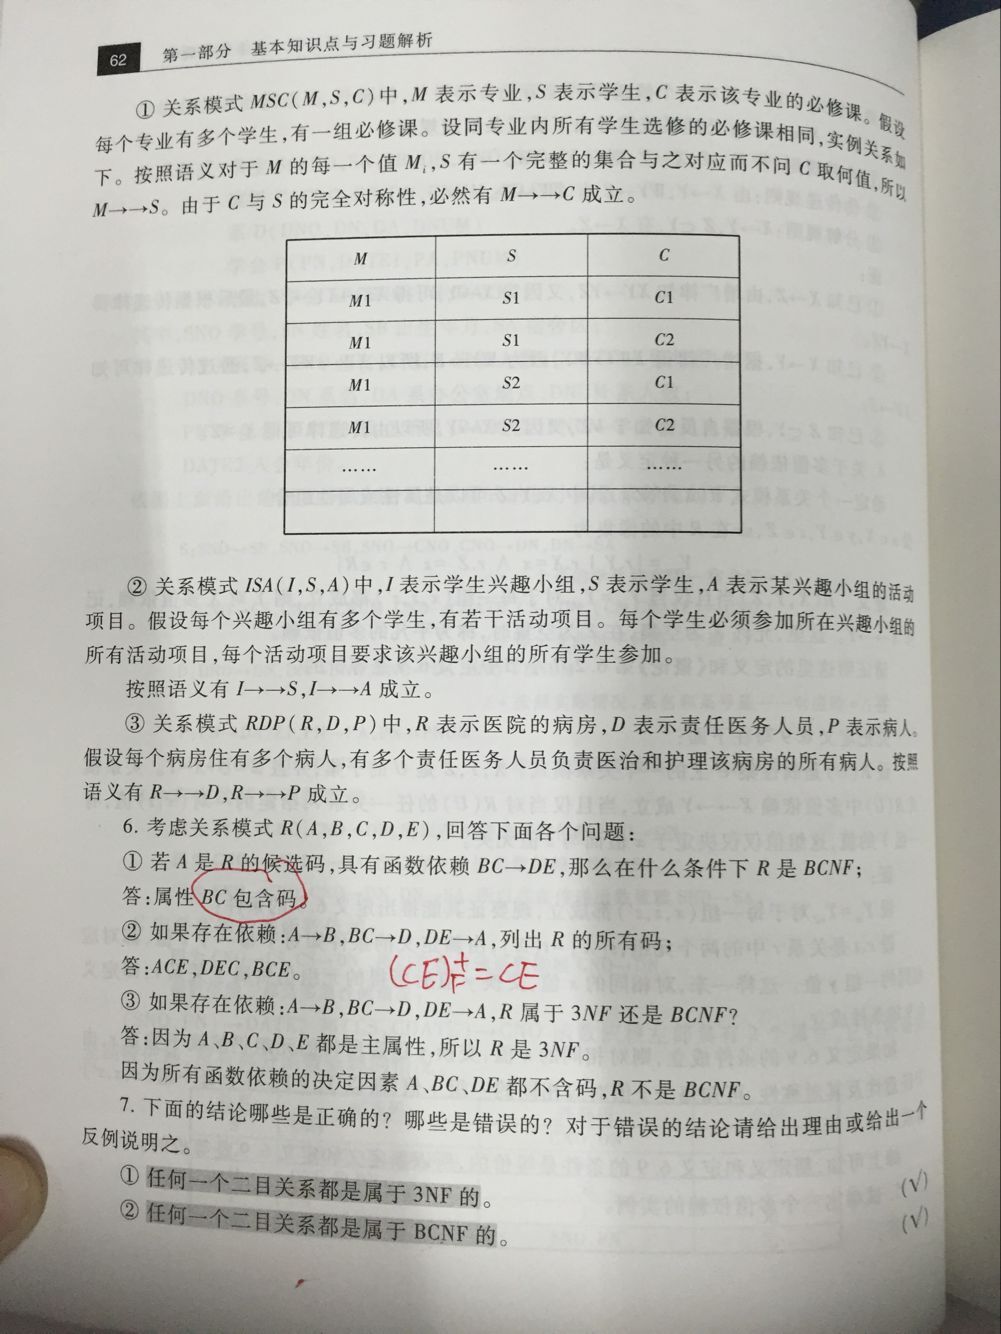 62 第一部分 基本知识点与习题解析
① 关系模式 MSC(M,S,C)中,M 表示专业,S 表示学生,C 表示该专业的必修课。假设
每个专业有多个学生,有一组必修课。设同专业内所有学生选修的必修课相同,实例关系如
下。按照语义对于 M 的每一个值 Mᵢ,S 有一个完整的集合与之对应而不问 C 取何值,所以
M→→S。由于 C 与 S 的完全对称性,必然有 M→→C 成立。
M S C
M1 S1 C1
M1 S1 C2
M1 S2 C1
M1 S2 C2
…… …… ……
② 关系模式 ISA(I,S,A)中,I 表示学生兴趣小组,S 表示学生,A 表示某兴趣小组的活动
项目。假设每个兴趣小组有多个学生,有若干活动项目。每个学生必须参加所在兴趣小组的
所有活动项目,每个活动项目要求该兴趣小组的所有学生参加。
按照语义有 I→→S,I→→A 成立。
③ 关系模式 RDP(R,D,P)中,R 表示医院的病房,D 表示责任医务人员,P 表示病人。
假设每个病房住有多个病人,有多个责任医务人员负责医治和护理该病房的所有病人。按照
语义有 R→→D,R→→P 成立。
6. 考虑关系模式 R(A,B,C,D,E),回答下面各个问题:
① 若 A 是 R 的候选码,具有函数依赖 BC→DE,那么在什么条件下 R 是 BCNF;
答:属性 BC 包含码。
② 如果存在依赖:A→B,BC→D,DE→A,列出 R 的所有码;
答:ACE,DEC,BCE。 (CE)⁺F=CE
③ 如果存在依赖:A→B,BC→D,DE→A,R 属于 3NF 还是 BCNF?
答:因为 A、B、C、D、E 都是主属性,所以 R 是 3NF。
因为所有函数依赖的决定因素 A、BC、DE 都不含码,R 不是 BCNF。
7. 下面的结论哪些是正确的? 哪些是错误的? 对于错误的结论请给出理由或给出一个
反例说明之。
① 任何一个二目关系都是属于 3NF 的。 (√)
② 任何一个二目关系都是属于 BCNF 的。 (√)